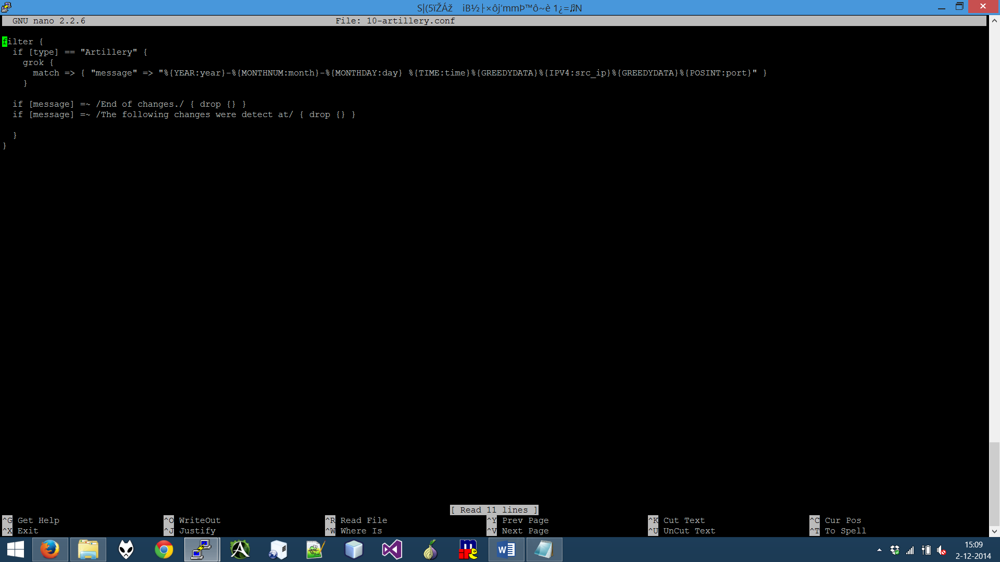 S|(5ïŽÁž    iB½├×ôj'mmÞ™ô~è 1¿=♬N
GNU nano 2.2.6 File: 10-artillery.conf
filter {
  if [type] == "Artillery" {
    grok {
      match => { "message" => "%{YEAR:year}-%{MONTHNUM:month}-%{MONTHDAY:day} %{TIME:time}%{GREEDYDATA}%{IPV4:src_ip}%{GREEDYDATA}%{POSINT:port}" }
    }
  if [message] =~ /End of changes./ { drop {} }
  if [message] =~ /The following changes were detect at/ { drop {} }
  }
}
[ Read 11 lines ]
^G Get Help ^O WriteOut ^R Read File ^Y Prev Page ^K Cut Text ^C Cur Pos
^X Exit ^J Justify ^W Where Is ^V Next Page ^U UnCut Text ^T To Spell
15:09
2-12-2014